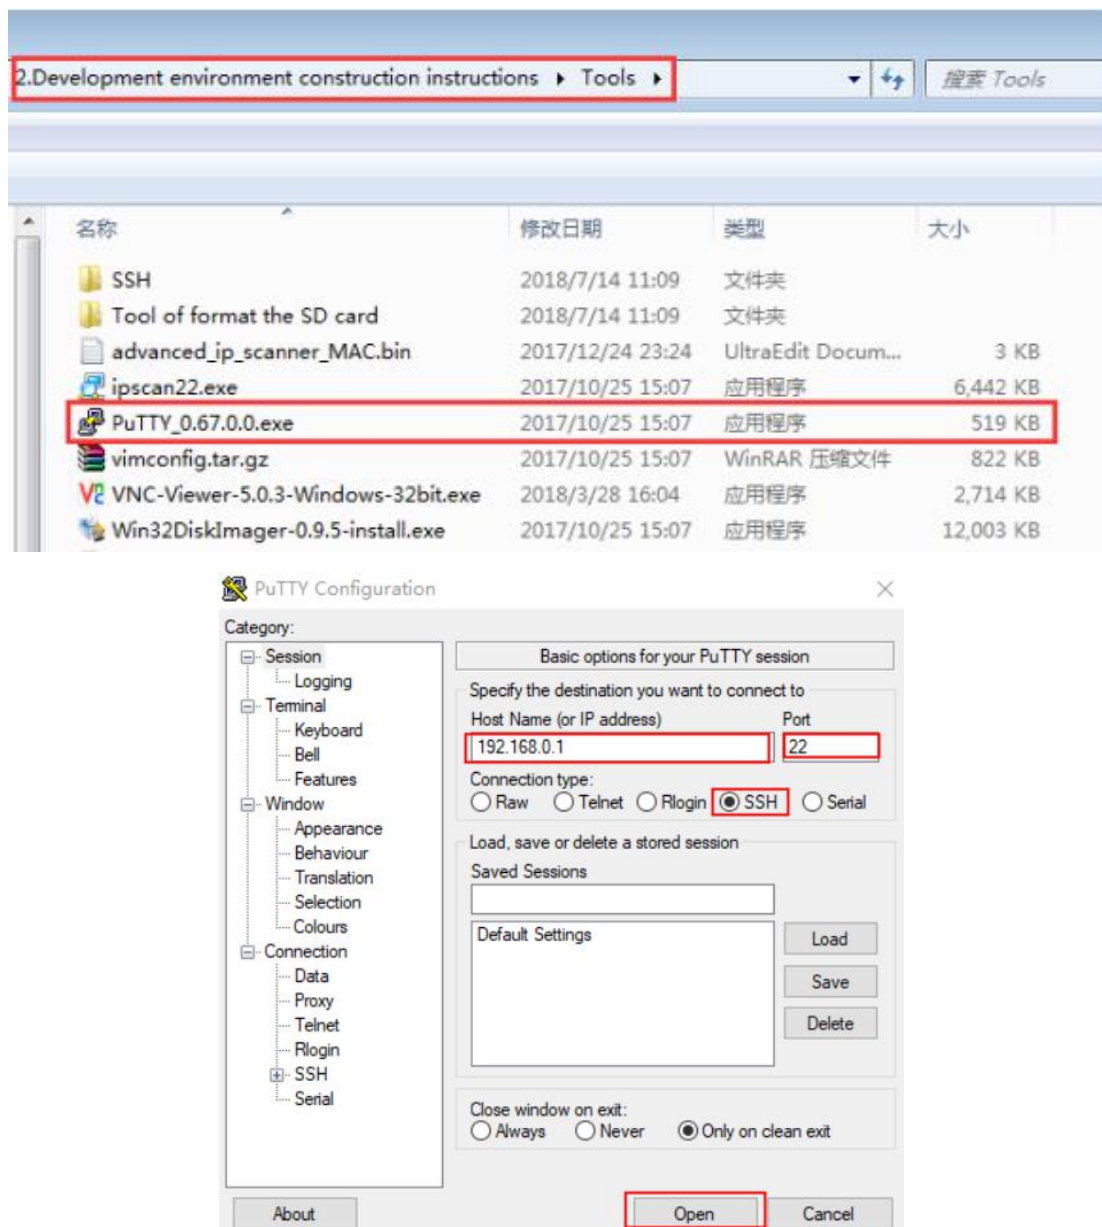 2.Development environment construction instructions ▸ Tools ▸ 搜索 Tools
名称 修改日期 类型 大小
SSH 2018/7/14 11:09 文件夹
Tool of format the SD card 2018/7/14 11:09 文件夹
advanced_ip_scanner_MAC.bin 2017/12/24 23:24 UltraEdit Docum... 3 KB
ipscan22.exe 2017/10/25 15:07 应用程序 6,442 KB
PuTTY_0.67.0.0.exe 2017/10/25 15:07 应用程序 519 KB
vimconfig.tar.gz 2017/10/25 15:07 WinRAR 压缩文件 822 KB
VNC-Viewer-5.0.3-Windows-32bit.exe 2018/3/28 16:04 应用程序 2,714 KB
Win32DiskImager-0.9.5-install.exe 2017/10/25 15:07 应用程序 12,003 KB
PuTTY Configuration
Category:
Session
Logging
Terminal
Keyboard
Bell
Features
Window
Appearance
Behaviour
Translation
Selection
Colours
Connection
Data
Proxy
Telnet
Rlogin
SSH
Serial
Basic options for your PuTTY session
Specify the destination you want to connect to
Host Name (or IP address) Port
192.168.0.1 22
Connection type:
Raw Telnet Rlogin SSH Serial
Load, save or delete a stored session
Saved Sessions
Default Settings
Load
Save
Delete
Close window on exit:
Always Never Only on clean exit
About Open Cancel